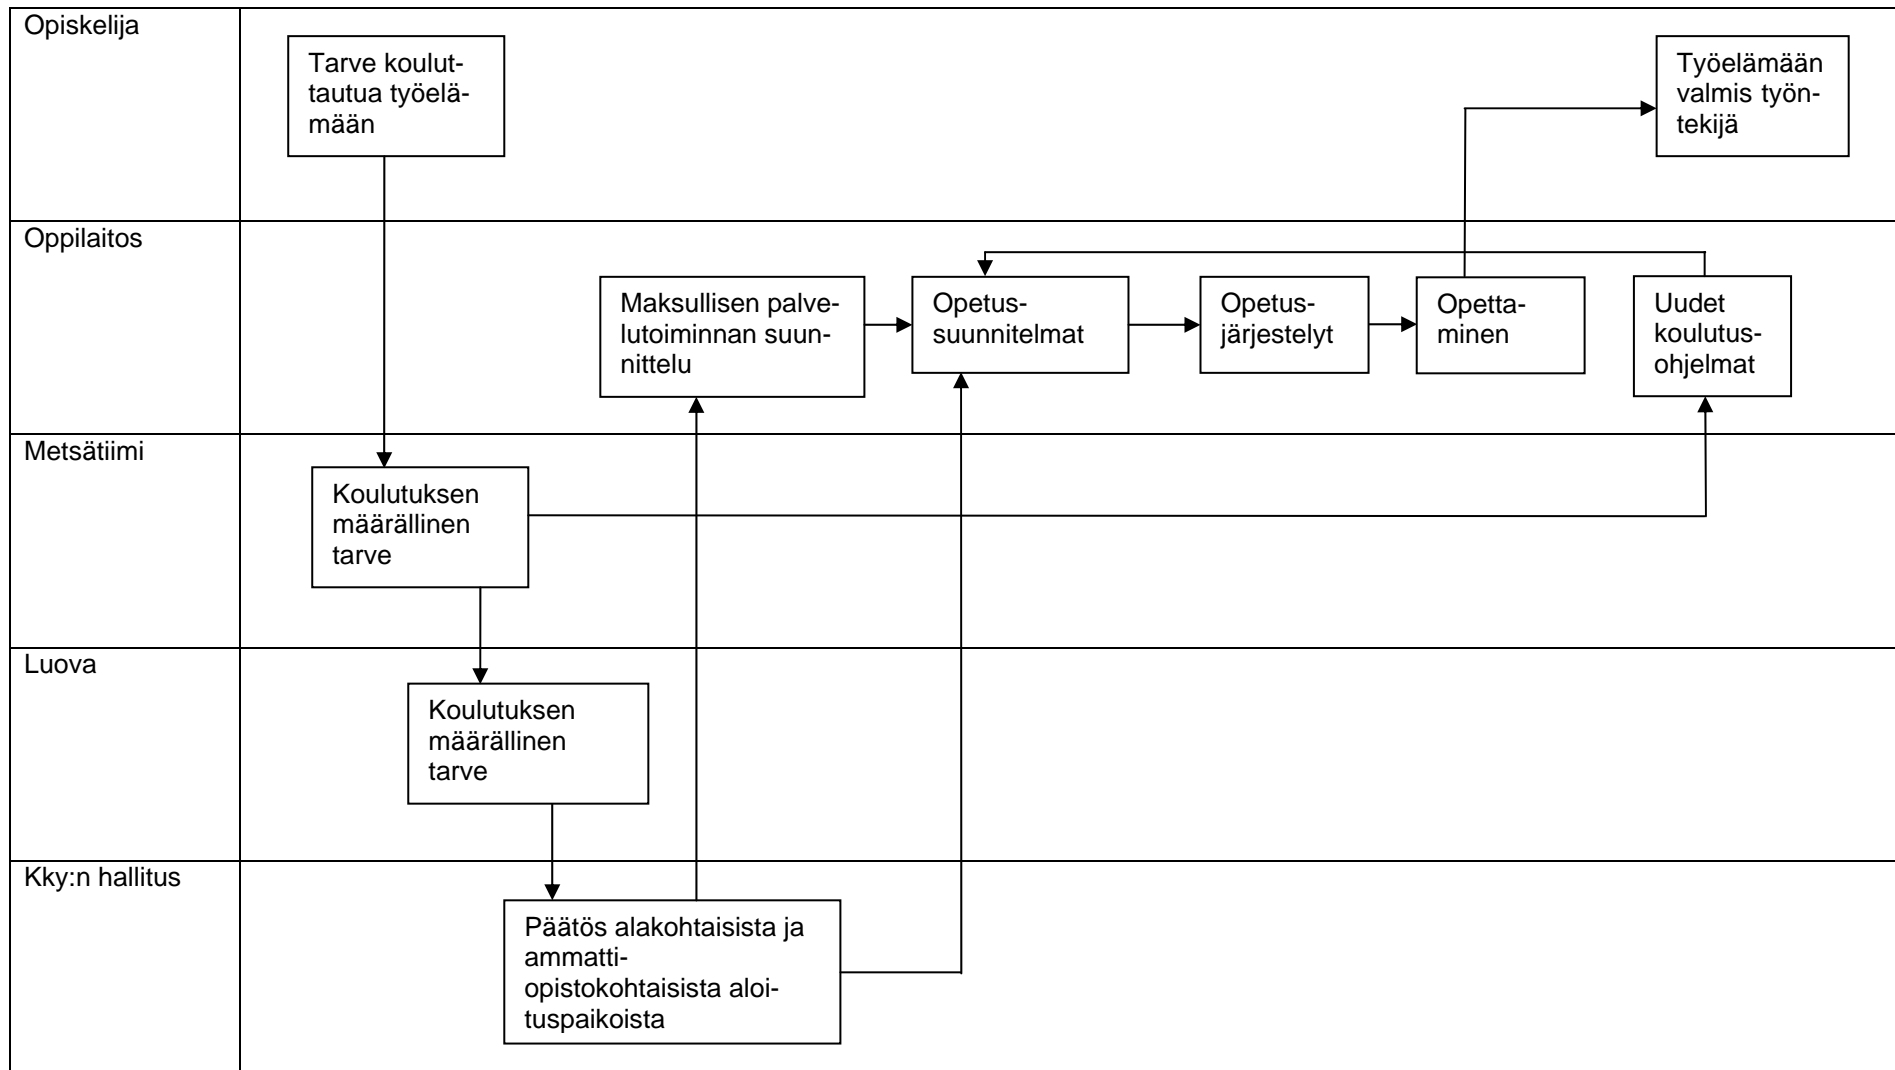 Opiskelija
Tarve koulut-
tautua työelä-
mään
Työelämään
valmis työn-
tekijä
Oppilaitos
Maksullisen palve-
lutoiminnan suun-
nittelu
Opetus-
suunnitelmat
Opetus-
järjestelyt
Opetta-
minen
Uudet
koulutus-
ohjelmat
Metsätiimi
Koulutuksen
määrällinen
tarve
Luova
Koulutuksen
määrällinen
tarve
Kky:n hallitus
Päätös alakohtaisista ja
ammatti-
opistokohtaisista aloi-
tuspaikoista